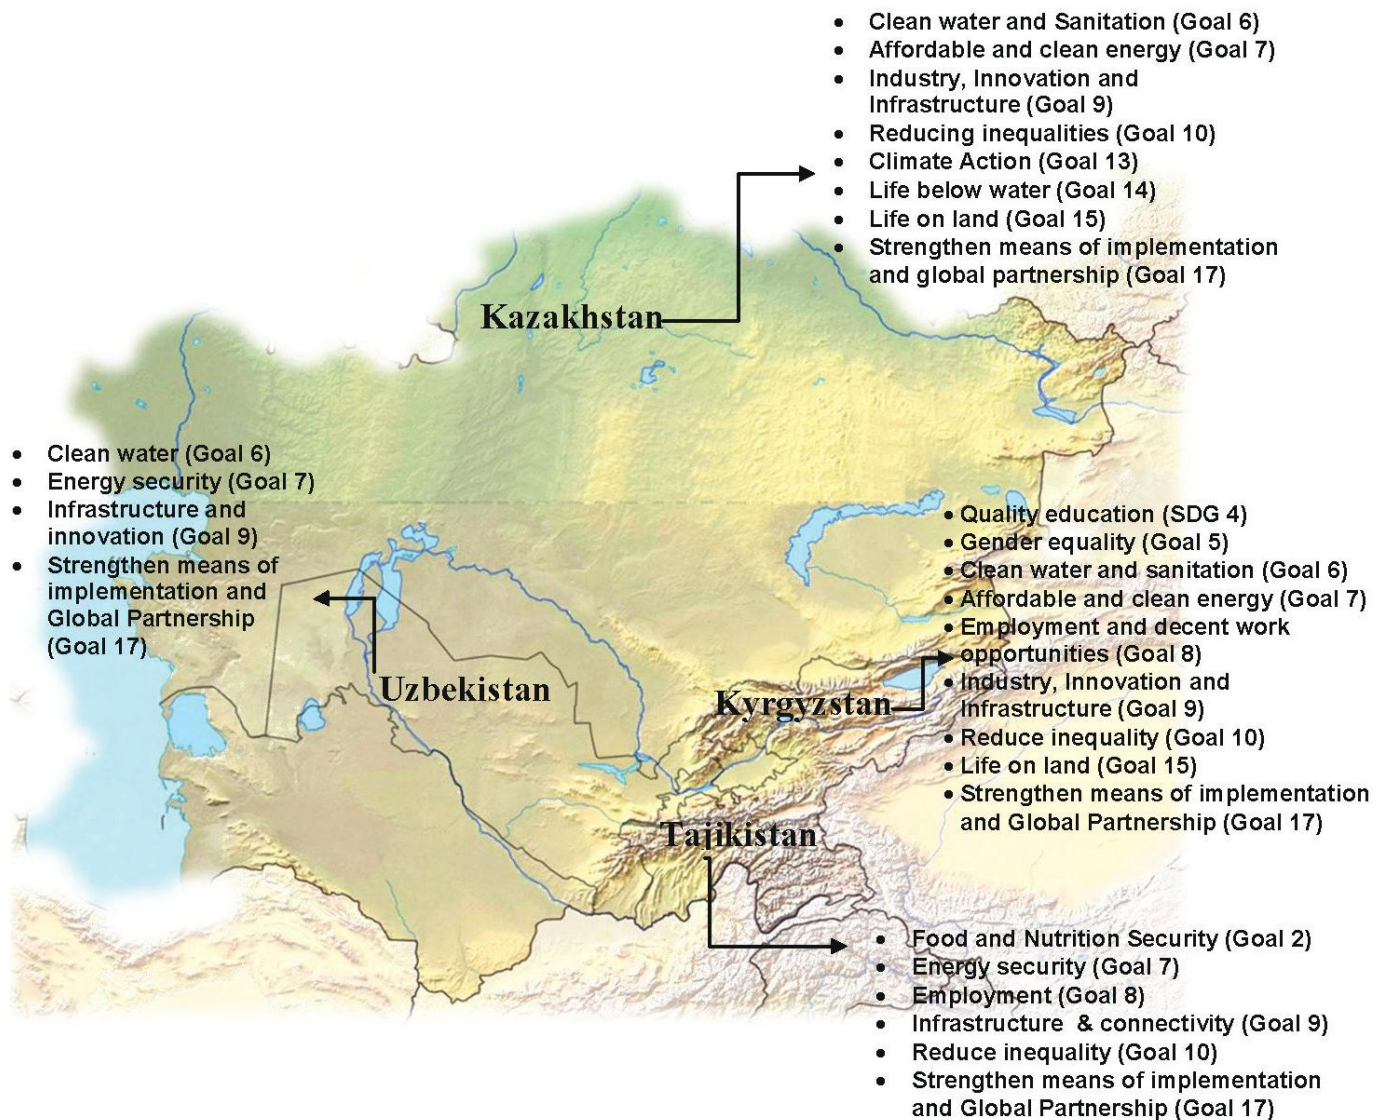 • Clean water and Sanitation (Goal 6)
• Affordable and clean energy (Goal 7)
• Industry, Innovation and
Infrastructure (Goal 9)
• Reducing inequalities (Goal 10)
• Climate Action (Goal 13)
• Life below water (Goal 14)
• Life on land (Goal 15)
• Strengthen means of implementation
and global partnership (Goal 17)
Kazakhstan
• Clean water (Goal 6)
• Energy security (Goal 7)
• Infrastructure and
innovation (Goal 9)
• Strengthen means of
implementation and
Global Partnership
(Goal 17)
Uzbekistan
• Quality education (SDG 4)
• Gender equality (Goal 5)
• Clean water and sanitation (Goal 6)
• Affordable and clean energy (Goal 7)
• Employment and decent work
opportunities (Goal 8)
• Industry, Innovation and
Infrastructure (Goal 9)
• Reduce inequality (Goal 10)
• Life on land (Goal 15)
• Strengthen means of implementation
and Global Partnership (Goal 17)
Kyrgyzstan
Tajikistan
• Food and Nutrition Security (Goal 2)
• Energy security (Goal 7)
• Employment (Goal 8)
• Infrastructure & connectivity (Goal 9)
• Reduce inequality (Goal 10)
• Strengthen means of implementation
and Global Partnership (Goal 17)